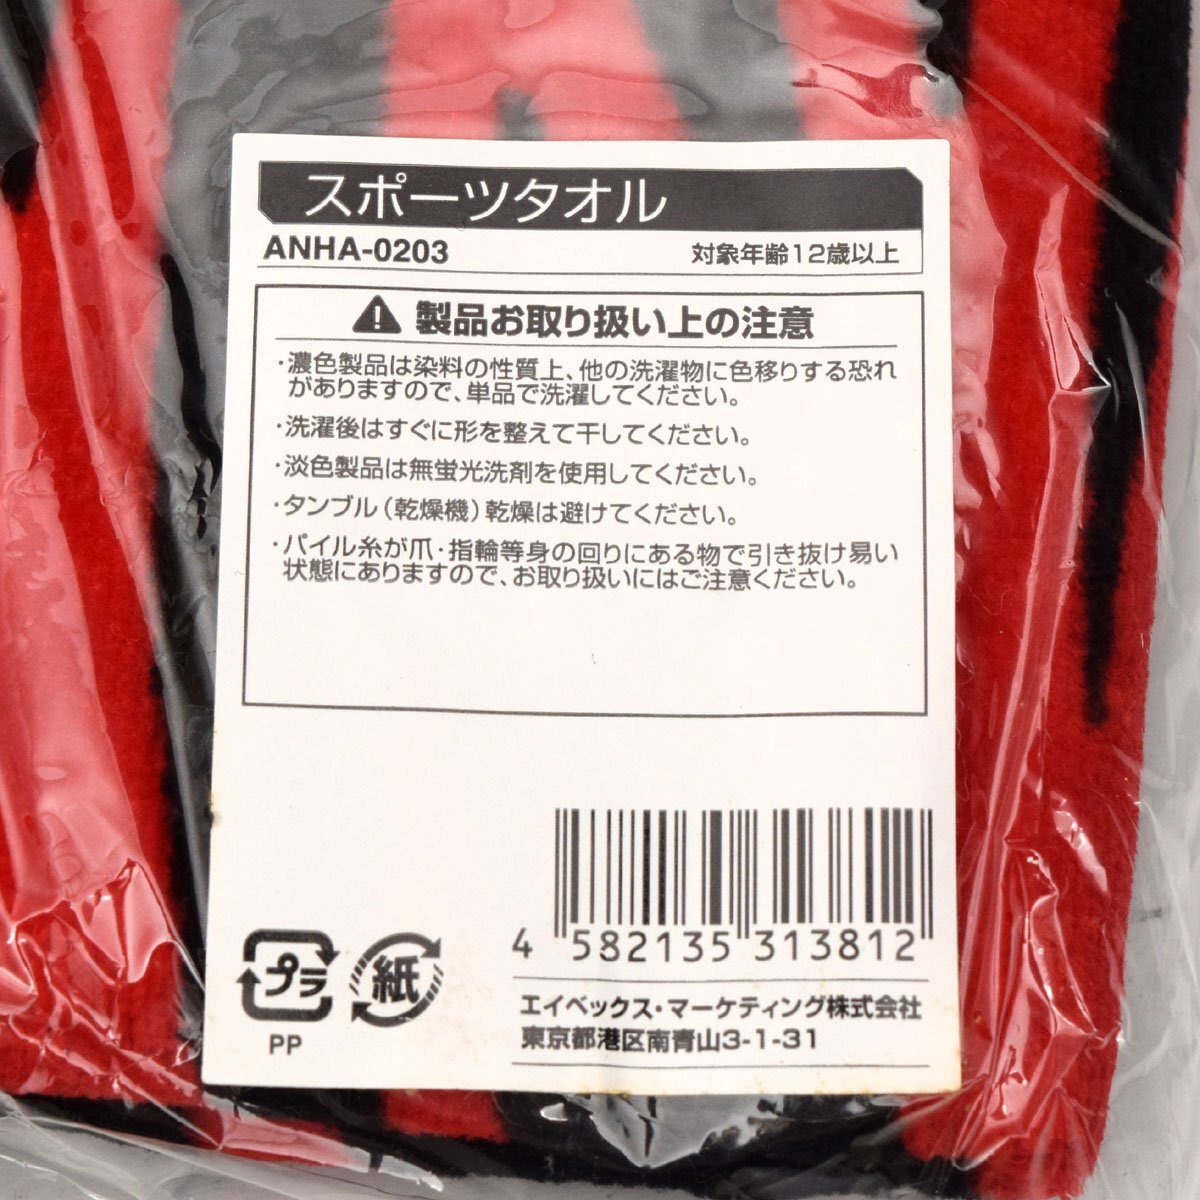 スポーツタオル
ANHA-0203 対象年齢12歳以上
製品お取り扱い上の注意
・濃色製品は染料の性質上、他の洗濯物に色移りする恐れ
がありますので、単品で洗濯してください。
・洗濯後はすぐに形を整えて干してください。
・淡色製品は無蛍光洗剤を使用してください。
・タンブル(乾燥機)乾燥は避けてください。
・パイル糸が爪・指輪等身の回りにある物で引き抜け易い
状態にありますので、お取り扱いにはご注意ください。
プラ
PP
紙
4 582135 313812
エイベックス・マーケティング株式会社
東京都港区南青山3-1-31